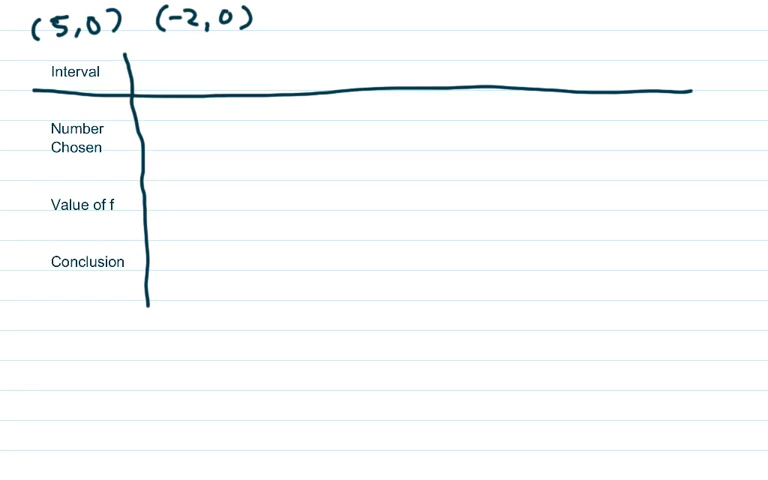 (5,0) (-2,0)
Interval
Number
Chosen
Value of f
Conclusion